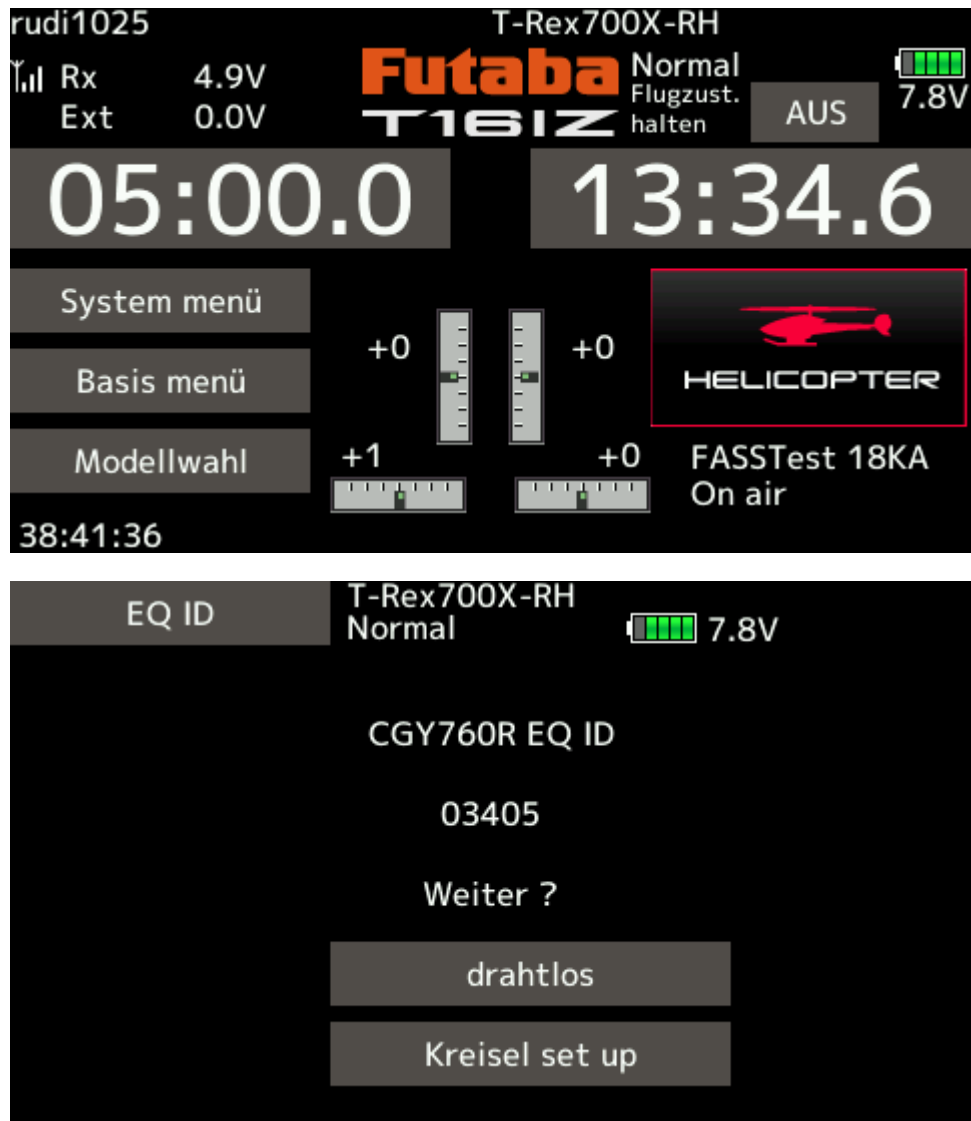 rudi1025
T-Rex700X-RH
Rx 4.9V
Ext 0.0V
Futaba
T16IZ
Normal
Flugzust.
halten
AUS
7.8V
05:00.0
13:34.6
System menü
Basis menü
Modellwahl
+0
+0
+1
+0
HELICOPTER
FASSTest 18KA
On air
38:41:36
EQ ID
T-Rex700X-RH
Normal
7.8V
CGY760R EQ ID
03405
Weiter ?
drahtlos
Kreisel set up